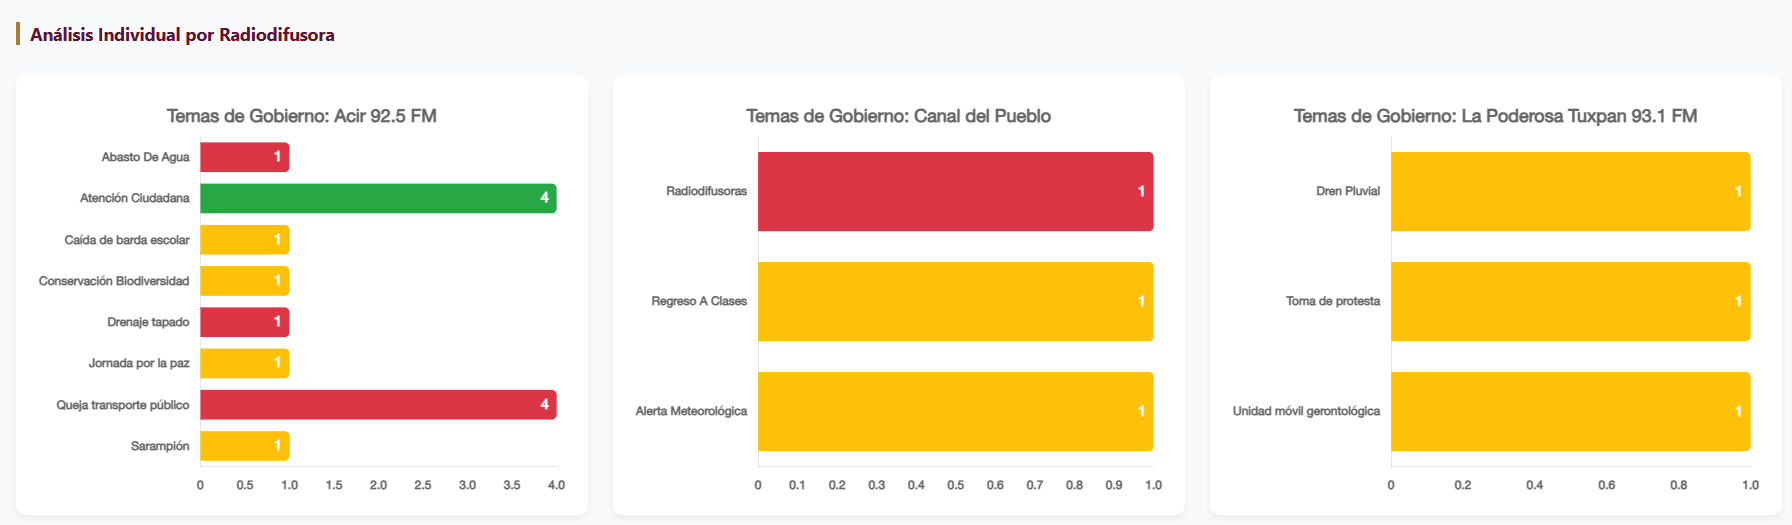 Análisis Individual por Radiodifusora
Temas de Gobierno: Acir 92.5 FM
Abasto De Agua 1
Atención Ciudadana 4
Caída de barda escolar 1
Conservación Biodiversidad 1
Drenaje tapado 1
Jornada por la paz 1
Queja transporte público 4
Sarampión 1
0 0.5 1.0 1.5 2.0 2.5 3.0 3.5 4.0
Temas de Gobierno: Canal del Pueblo
Radiodifusoras 1
Regreso A Clases 1
Alerta Meteorológica 1
0 0.1 0.2 0.3 0.4 0.5 0.6 0.7 0.8 0.9 1.0
Temas de Gobierno: La Poderosa Tuxpan 93.1 FM
Dren Pluvial 1
Toma de protesta 1
Unidad móvil gerontológica 1
0 0.2 0.4 0.6 0.8 1.0